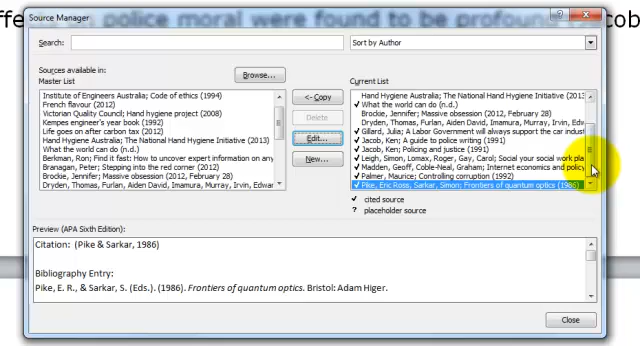 ffe
police moral were found to be profound
Jacob
Source Manager
Search:
Sort by Author
Sources available in:
Master List
Browse...
Current List
Institute of Engineers Australia; Code of ethics (1994)
French flavour (2012)
Victorian Quality Council; Hand hygiene project (2008)
Kempes engineer's year book (1992)
Life goes on after carbon tax (2012)
Hand Hygiene Australia; The National Hand Hygiene Initiative (2013)
What the world can do (n.d.)
Berkman, Ron; Find it fast: How to uncover expert information on any
Branagan, Peter; Stepping into the red corner (2012)
Brockie, Jennifer; Massive obsession (2012, February 28)
Dryden, Thomas, Furlan, Aiden David, Imamura, Murray, Irvin, Edwar
<- Copy
Delete
Edit...
New...
Hand Hygiene Australia; The National Hand Hygiene Initiative (2013
✓ What the world can do (n.d.)
Brockie, Jennifer; Massive obsession (2012, February 28)
Dryden, Thomas, Furlan, Aiden David, Imamura, Murray, Irvin,
✓ Gillard, Julia; A Labor Government will always support the car indust
✓ Jacob, Ken; A guide to police writing (1991)
✓ Jacob, Ken; Policing and justice (1991)
✓ Leigh, Simon, Lomax, Roger, Gay, Carol; Social your social work pla
✓ Madden, Geoff, Coble-Neal, Graham; Internet economics and policy
✓ Palmer, Maurice; Controlling corruption (1992)
✓ Pike, Eric Ross, Sarkar, Simon; Frontiers of quantum optics (1986)
✓ cited source
? placeholder source
Preview (APA Sixth Edition):
Citation: (Pike & Sarkar, 1986)
Bibliography Entry:
Pike, E. R., & Sarkar, S. (Eds.). (1986). Frontiers of quantum optics. Bristol: Adam Higer.
Close